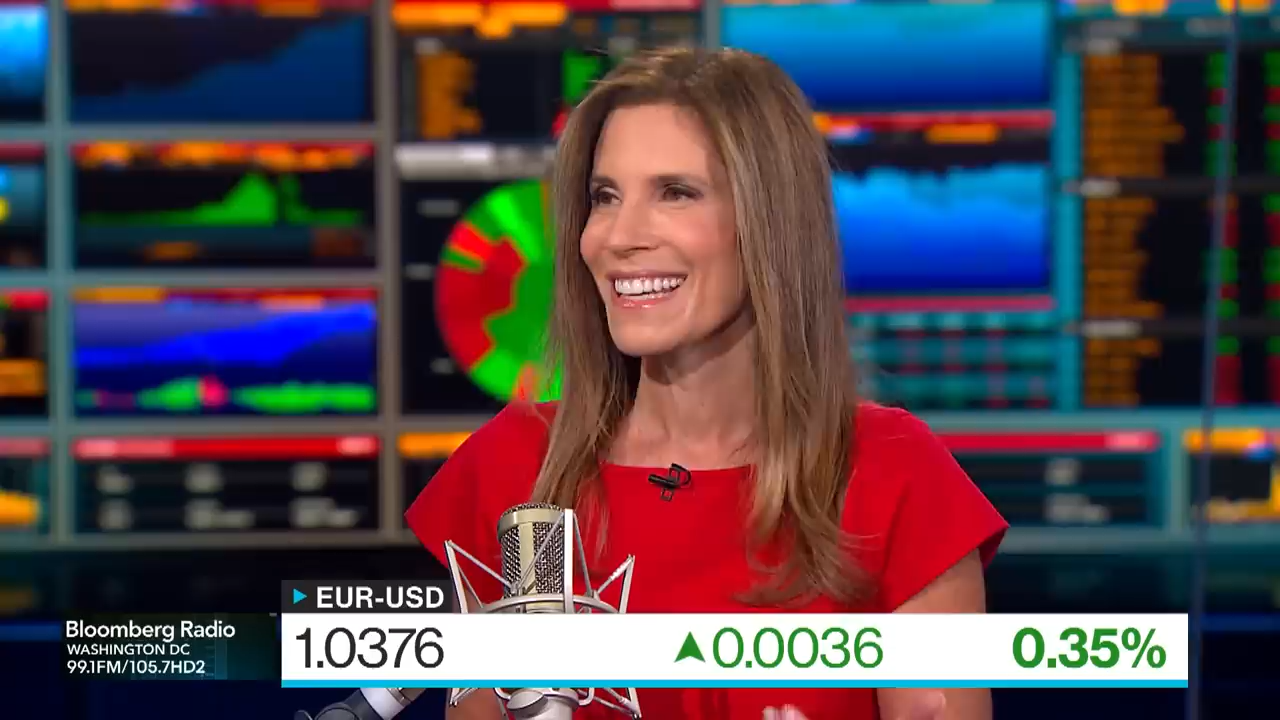 EUR-USD
Bloomberg Radio
WASHINGTON DC
99.1FM/105.7HD2
1.0376 ▲0.0036 0.35%